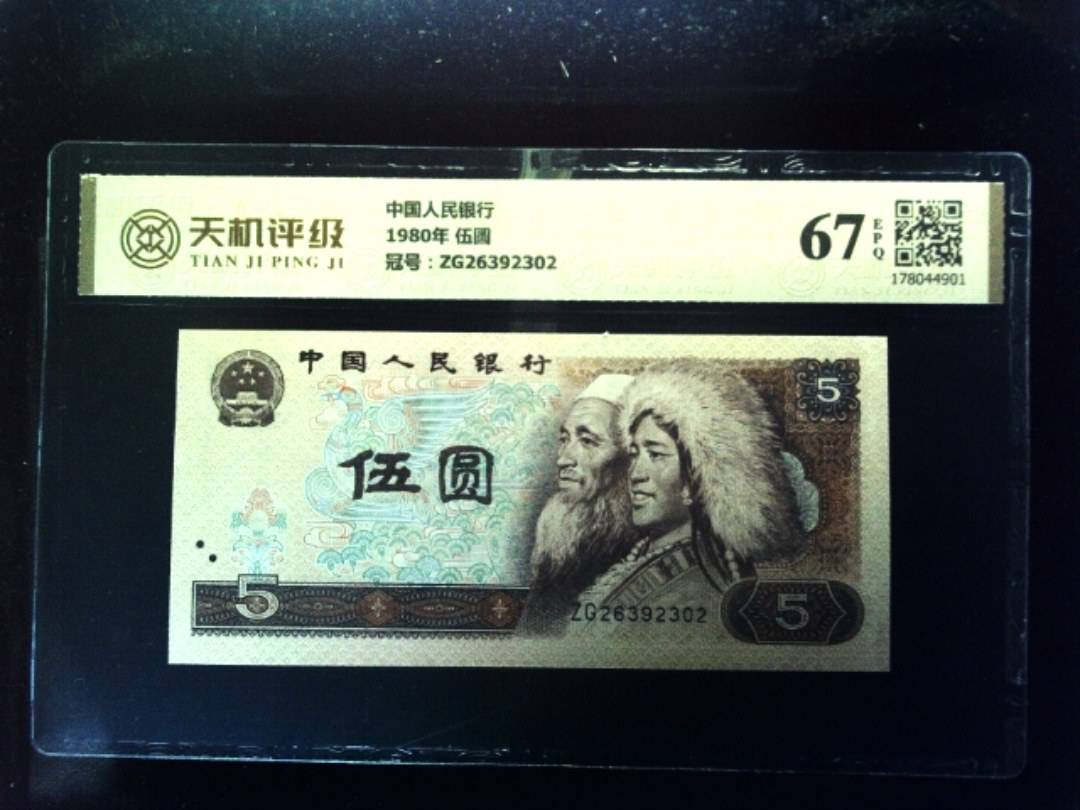 天机评级
TIAN JI PING JI
中国人民银行
1980年 伍圆
冠号：ZG26392302
67
EPQ
178044901
中国人民银行
5
伍圆
5
ZG26392302
5